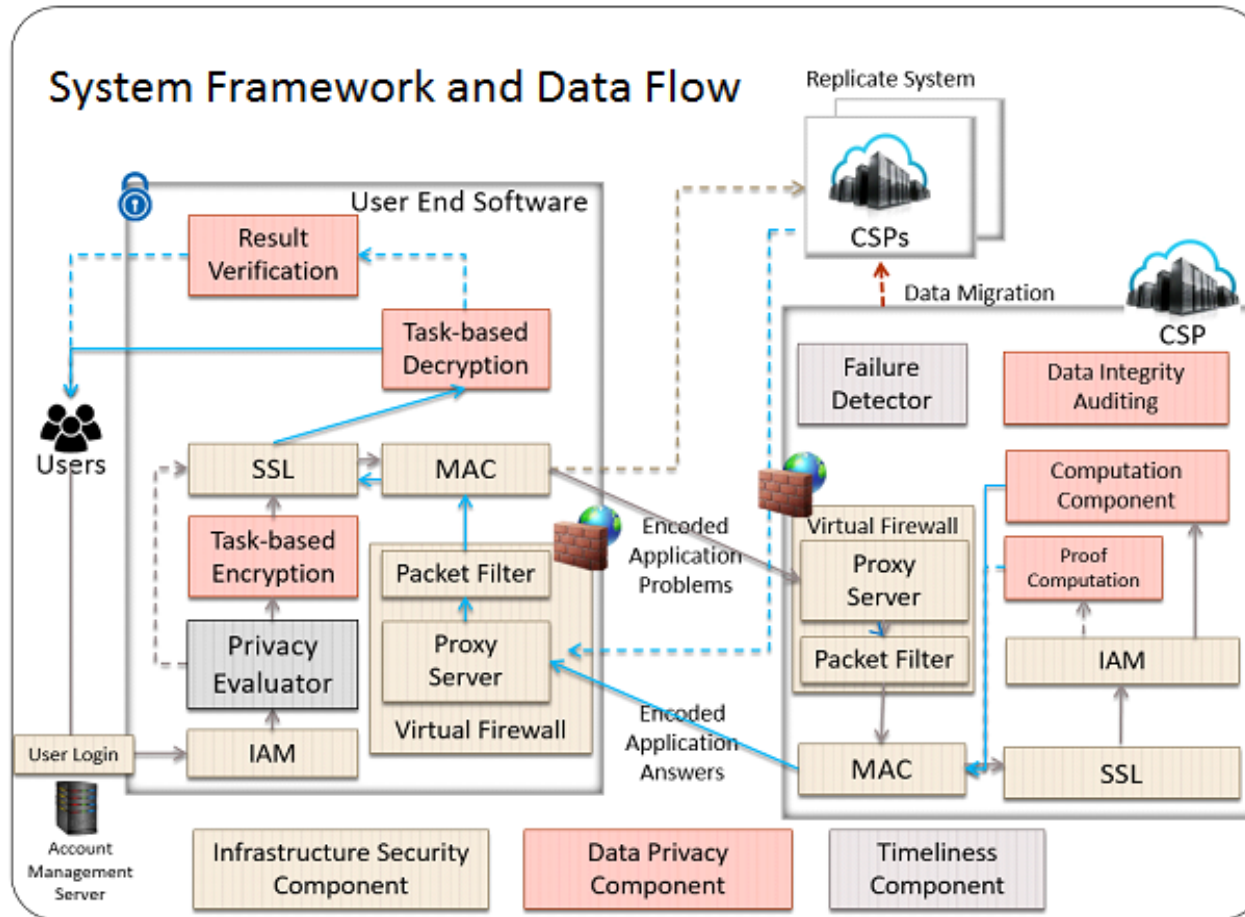 System Framework and Data Flow
Replicate System
CSPs
User End Software
Result
Verification
Data Migration
CSP
Task-based
Decryption
Failure
Detector
Data Integrity
Auditing
Users
SSL
MAC
Computation
Component
Virtual Firewall
Encoded
Application
Problems
Task-based
Encryption
Packet Filter
Proxy
Server
Proof
Computation
Privacy
Evaluator
Proxy
Server
Packet Filter
IAM
Virtual Firewall
Encoded
Application
Answers
User Login
IAM
MAC
SSL
Account
Management
Server
Infrastructure Security
Component
Data Privacy
Component
Timeliness
Component